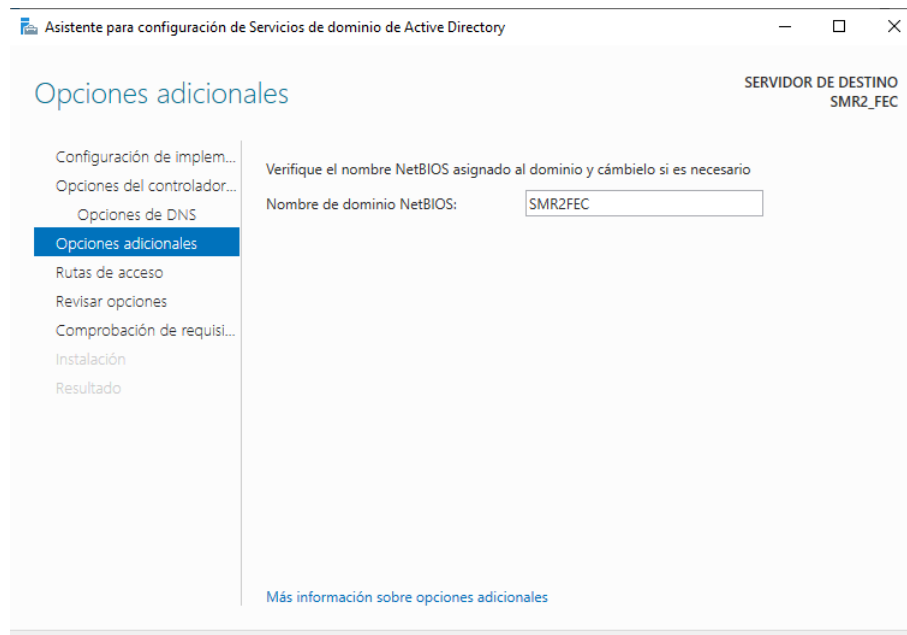 Asistente para configuración de Servicios de dominio de Active Directory
Opciones adicionales
SERVIDOR DE DESTINO
SMR2_FEC
Configuración de implem...
Opciones del controlador...
Opciones de DNS
Opciones adicionales
Rutas de acceso
Revisar opciones
Comprobación de requisi...
Instalación
Resultado
Verifique el nombre NetBIOS asignado al dominio y cámbielo si es necesario
Nombre de dominio NetBIOS: SMR2FEC
Más información sobre opciones adicionales